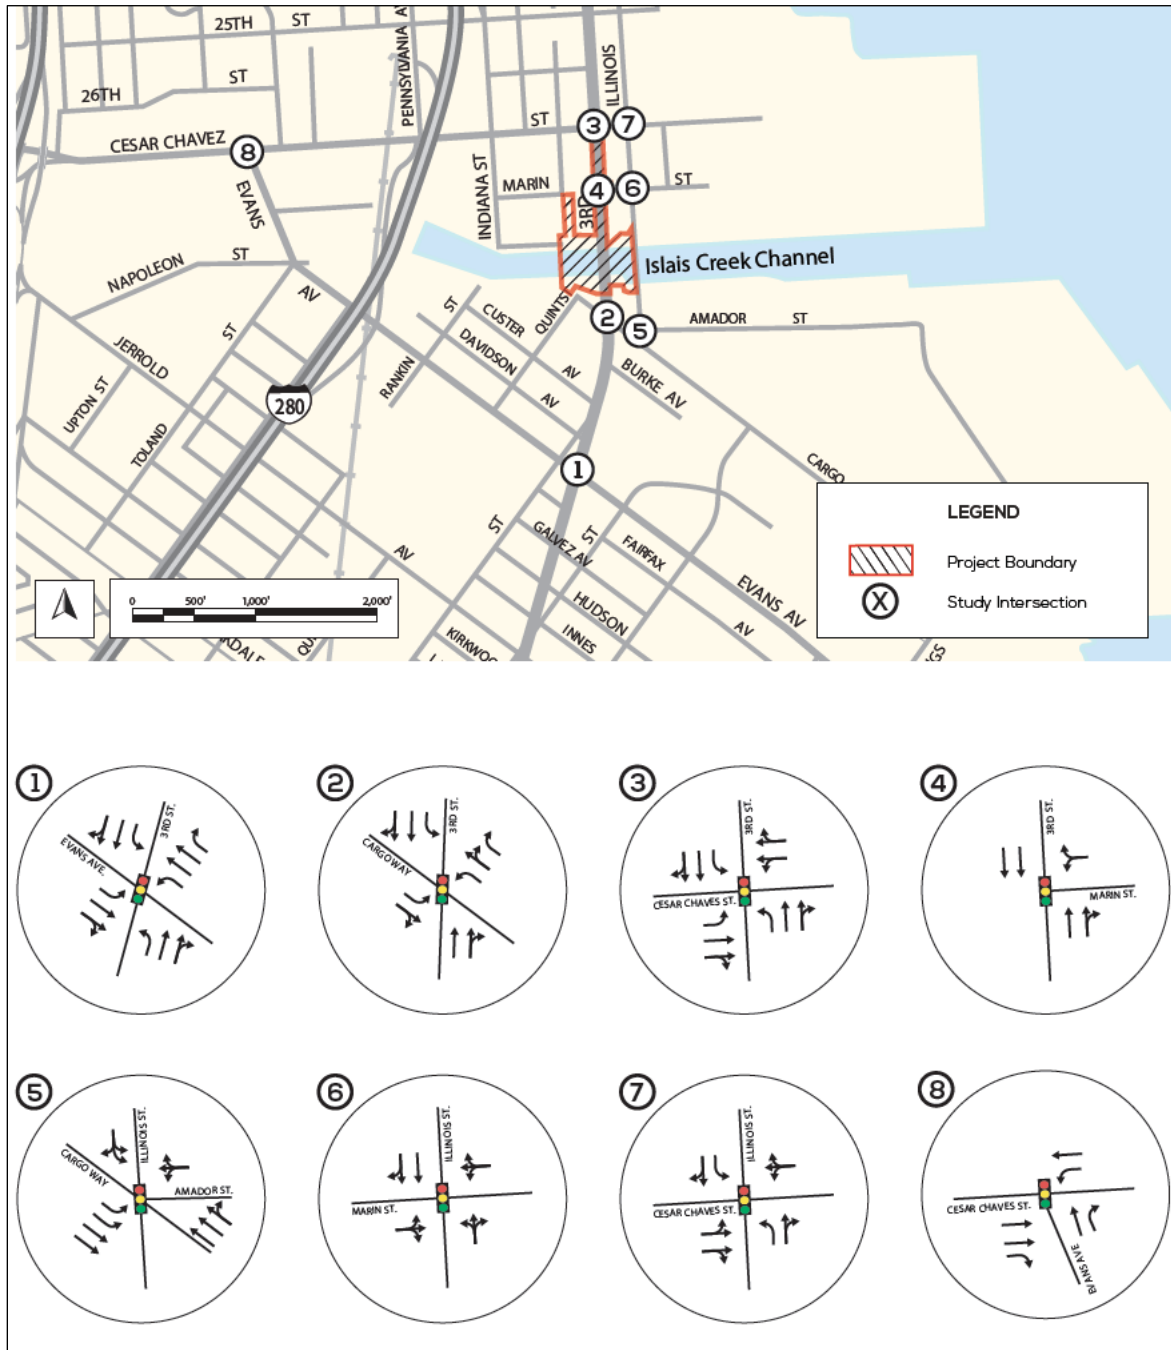 25TH ST
26TH ST
PENNSYLVANIA AV
ILLINOIS
CESAR CHAVEZ ST
3
7
8
EVANS AV
INDIANA ST
MARIN ST
3RD
4
6
NAPOLEON ST
Islais Creek Channel
JERROLD AV
ST
CUSTER AV
QUINTS
2
5
AMADOR ST
DAVIDSON AV
BURKE AV
RANKIN
UPTON ST
TOLAND ST
280
1
CARGO
ST
GALVEZ AV
ST
FAIRFAX AV
EVANS AV
HUDSON
INNES
KIRKWOO
LEGEND
Project Boundary
X Study Intersection
0 500' 1,000' 2,000'
1
3RD ST.
EVANS AVE.
2
3RD ST.
CARGO WAY
3
3RD ST.
CESAR CHAVES ST.
4
3RD ST.
MARIN ST.
5
ILLINOIS ST.
CARGO WAY
AMADOR ST.
6
ILLINOIS ST.
MARIN ST.
7
ILLINOIS ST.
CESAR CHAVES ST.
8
CESAR CHAVES ST.
EVANS AVE